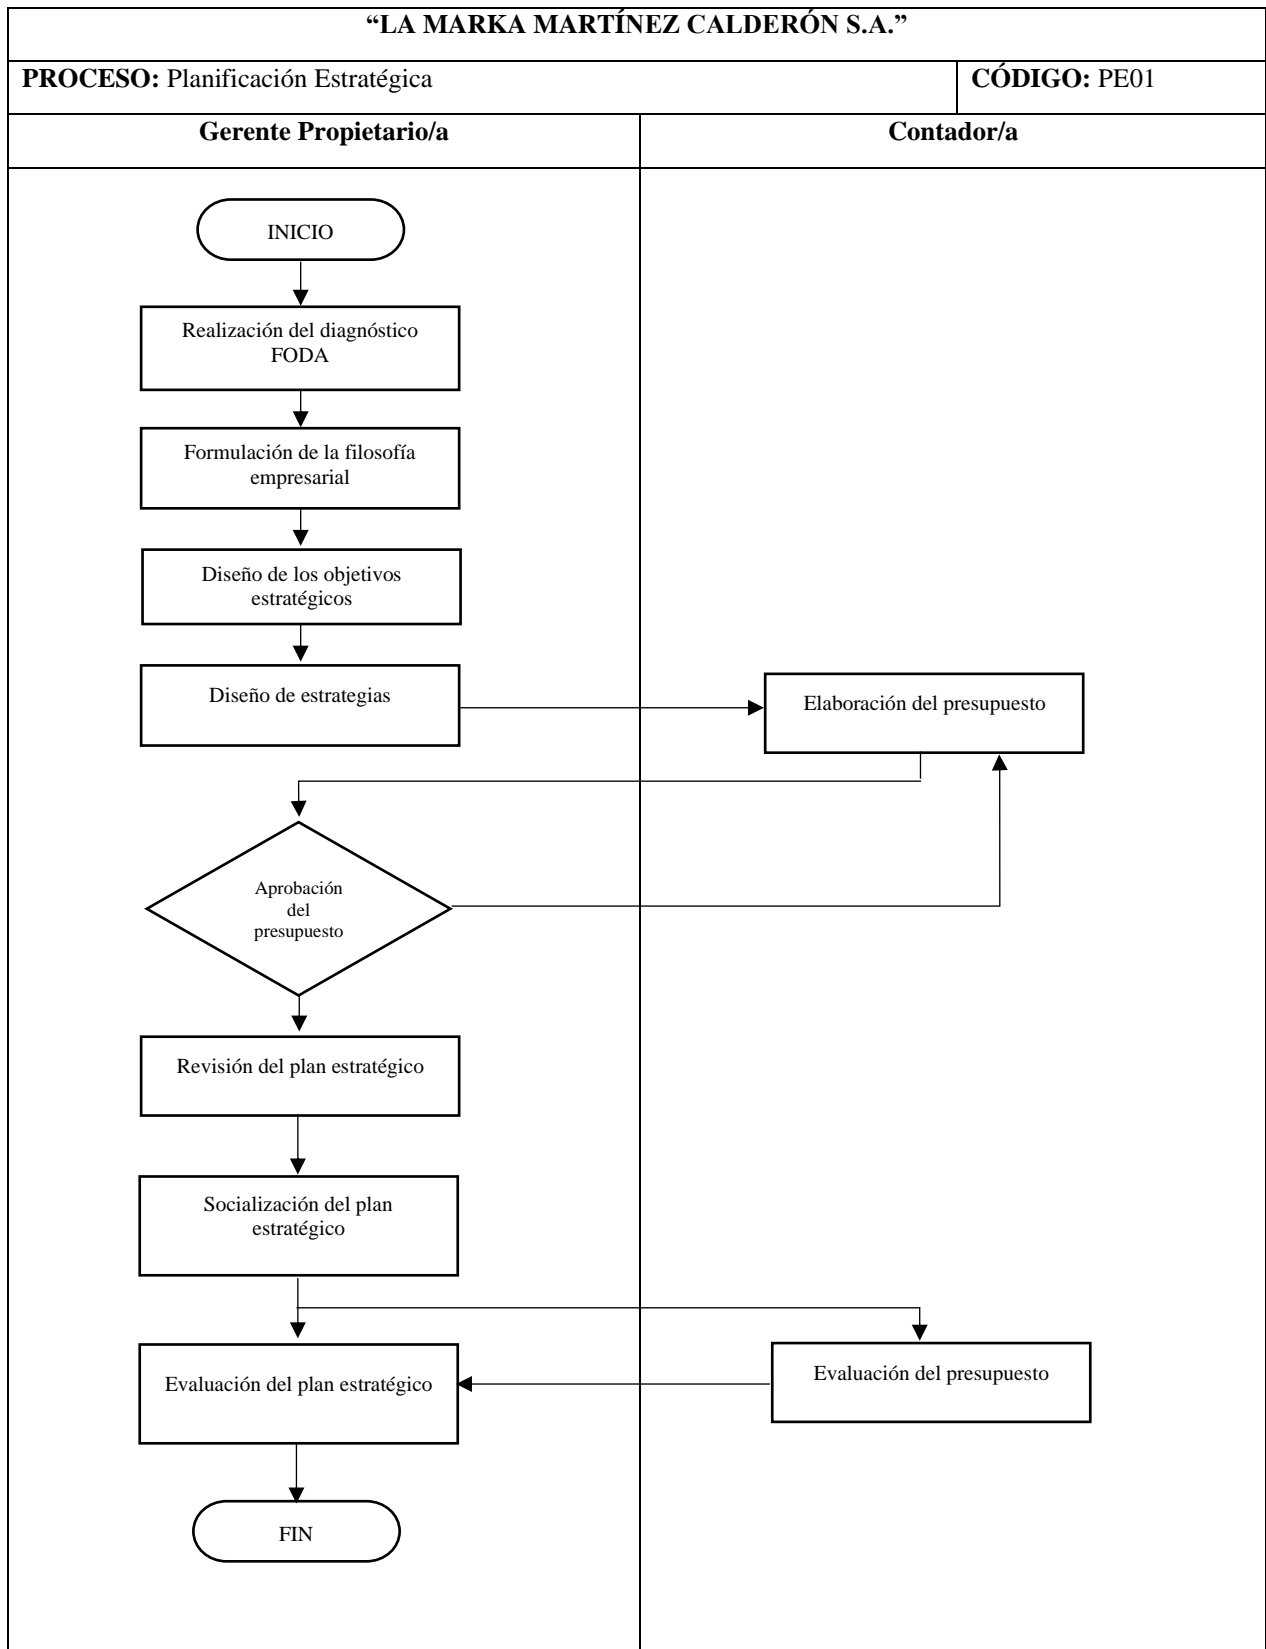 “LA MARKA MARTÍNEZ CALDERÓN S.A.”
PROCESO: Planificación Estratégica
CÓDIGO: PE01
Gerente Propietario/a
Contador/a
INICIO
Realización del diagnóstico
FODA
Formulación de la filosofía
empresarial
Diseño de los objetivos
estratégicos
Diseño de estrategias
Elaboración del presupuesto
Aprobación
del
presupuesto
Revisión del plan estratégico
Socialización del plan
estratégico
Evaluación del plan estratégico
Evaluación del presupuesto
FIN